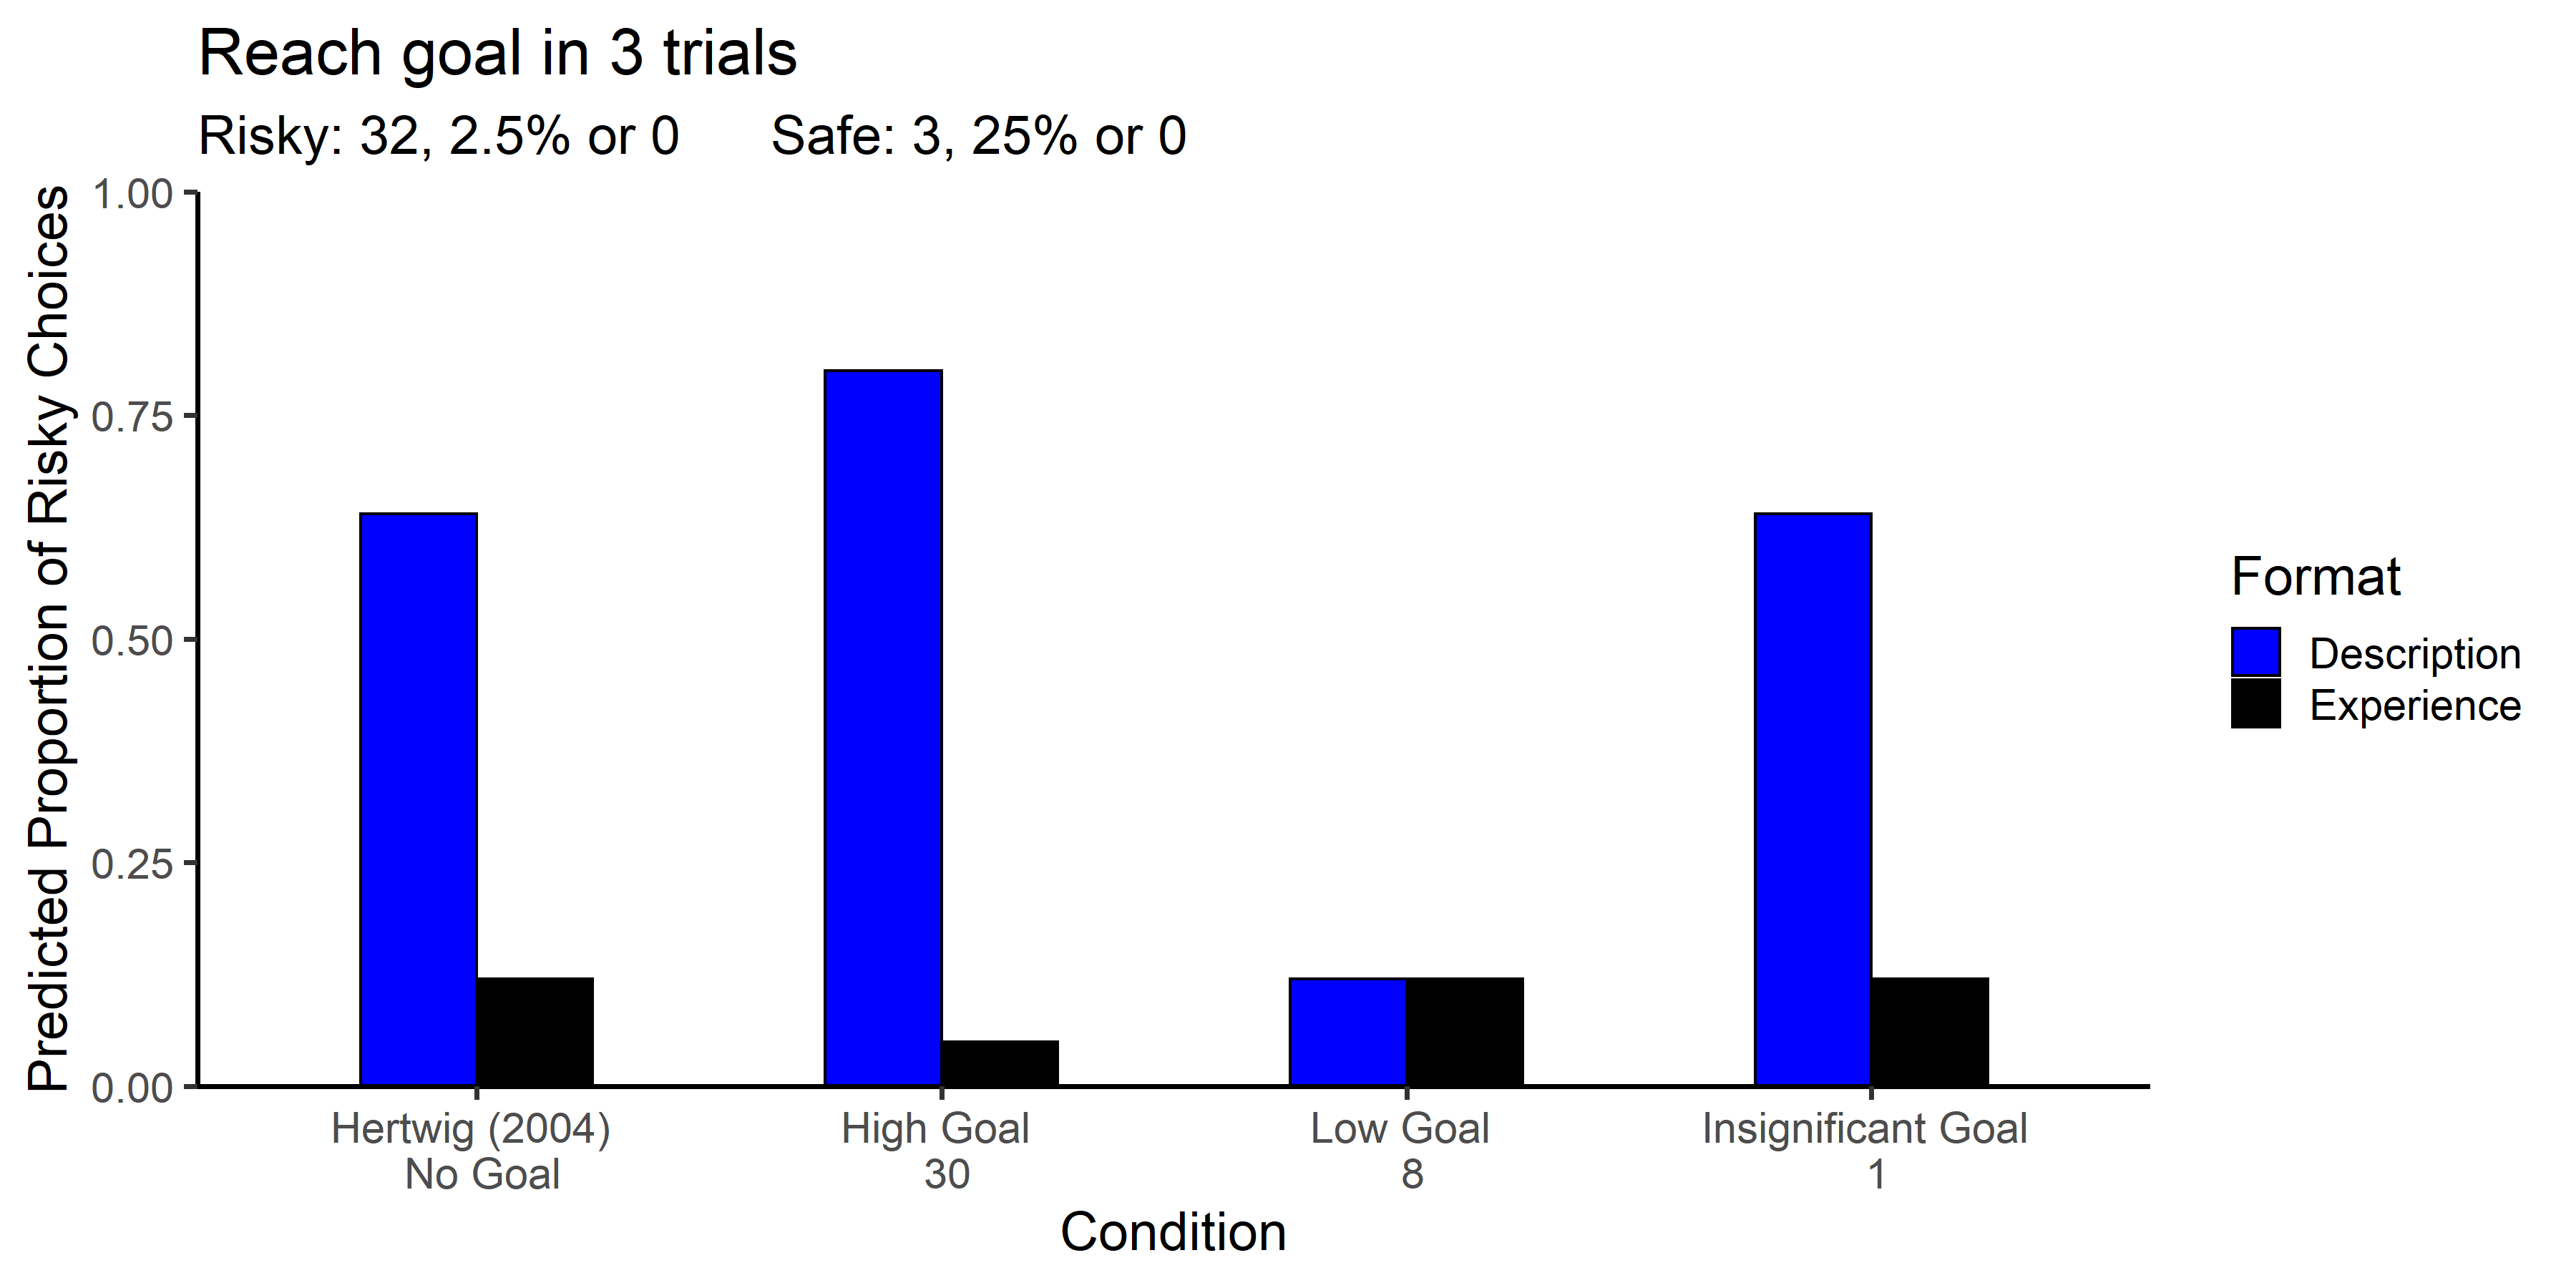 Reach goal in 3 trials
Risky: 32, 2.5% or 0 Safe: 3, 25% or 0
Predicted Proportion of Risky Choices
1.00
0.75
0.50
0.25
0.00
Hertwig (2004)
No Goal
High Goal
30
Low Goal
8
Insignificant Goal
1
Condition
Format
Description
Experience